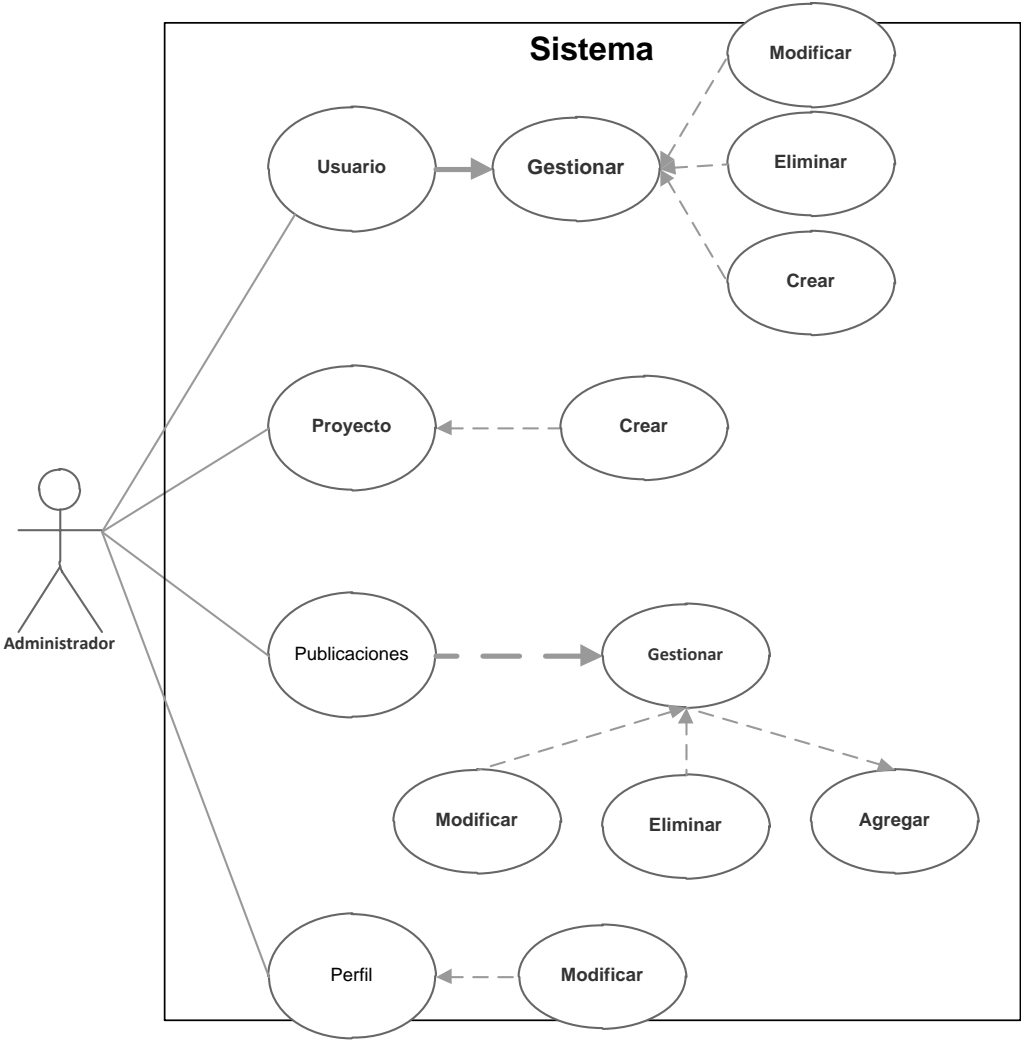 Sistema
Modificar
Usuario
Gestionar
Eliminar
Crear
Proyecto
Crear
Administrador
Publicaciones
Gestionar
Modificar
Eliminar
Agregar
Perfil
Modificar